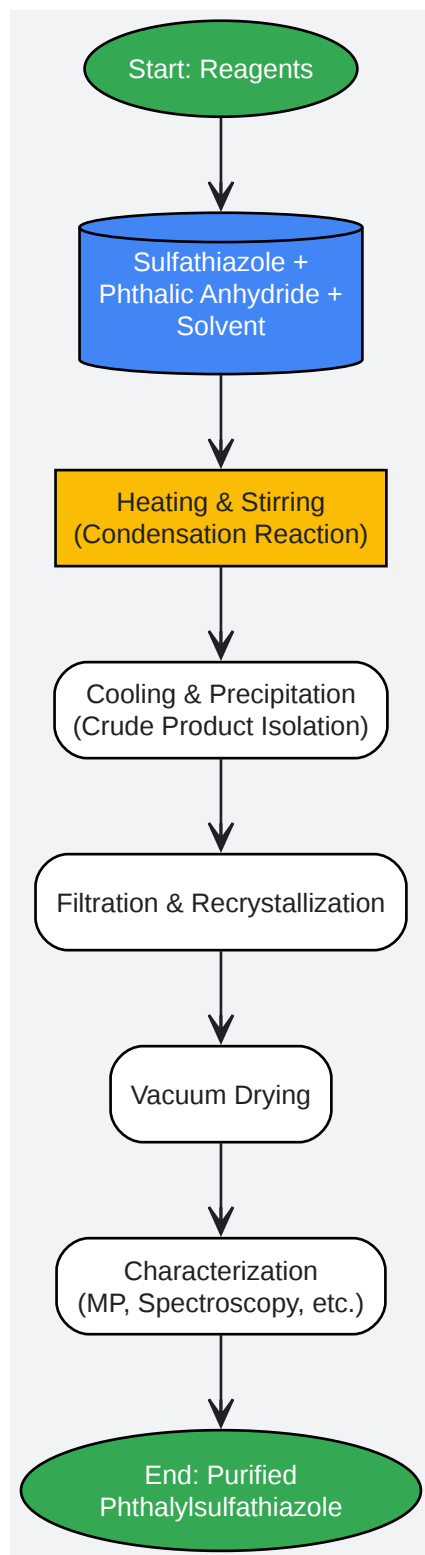 Start: Reagents
Sulfathiazole +
Phthalic Anhydride +
Solvent
Heating & Stirring
(Condensation Reaction)
Cooling & Precipitation
(Crude Product Isolation)
Filtration & Recrystallization
Vacuum Drying
Characterization
(MP, Spectroscopy, etc.)
End: Purified
Phthalylsulfathiazole